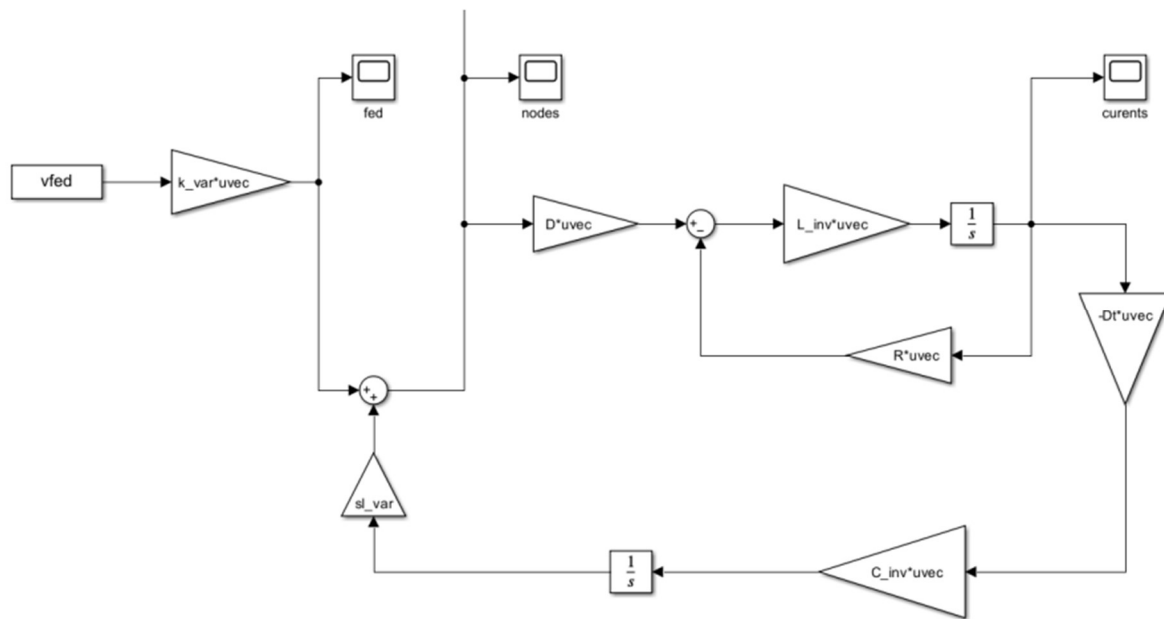 fed
nodes
curents
vfed
k_var*uvec
D*uvec
+
-
L_inv*uvec
1
s
-Dt*uvec
R*uvec
+
+
sl_var
1
s
C_inv*uvec